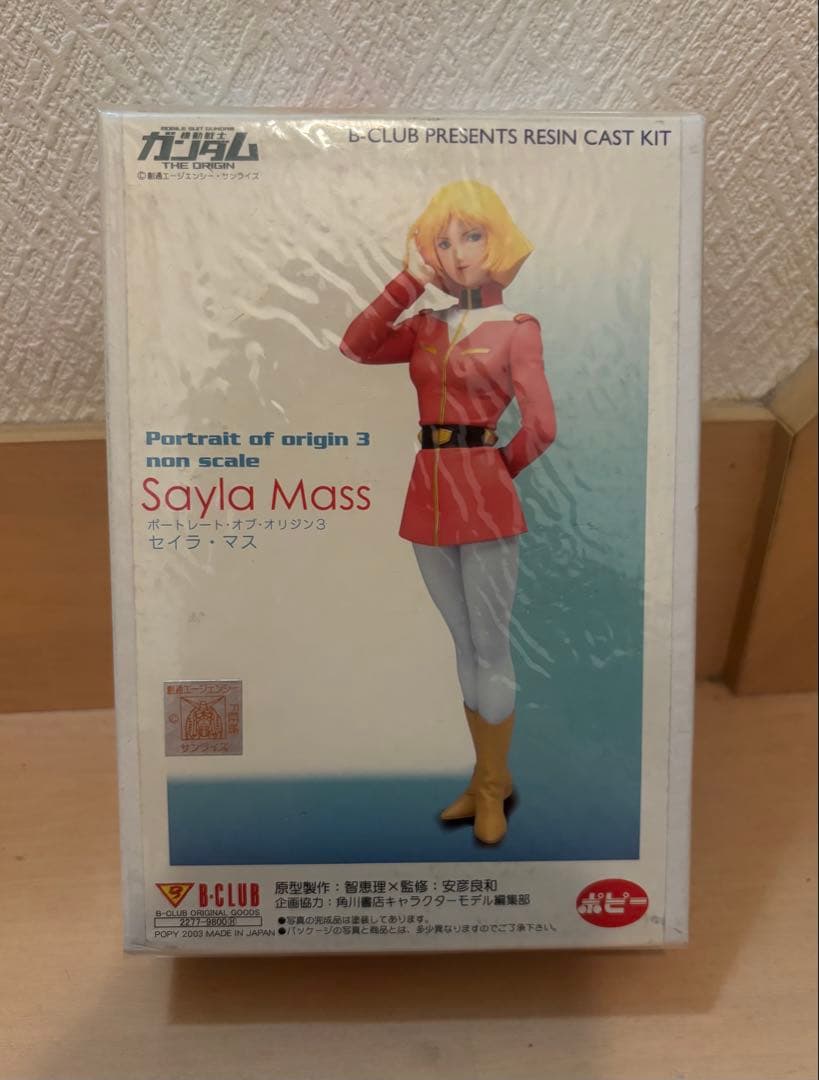 MOBILE SUIT GUNDAM
機動戦士
ガンダム
THE ORIGIN
©創通エージェンシー・サンライズ
B-CLUB PRESENTS RESIN CAST KIT
Portrait of origin 3
non scale
Sayla Mass
ポートレート・オブ・オリジン3
セイラ・マス
創通エージェンシー
©
サンライズ
B-CLUB
B-CLUB ORIGINAL GOODS
2277-9800
POPY 2003 MADE IN JAPAN
原型製作：智恵理×監修：安彦良和
企画協力：角川書店キャラクターモデル編集部
●写真の完成品は塗装してあります。
●パッケージの写真と商品とは、多少異なりますのでご了承下さい。
ポピー